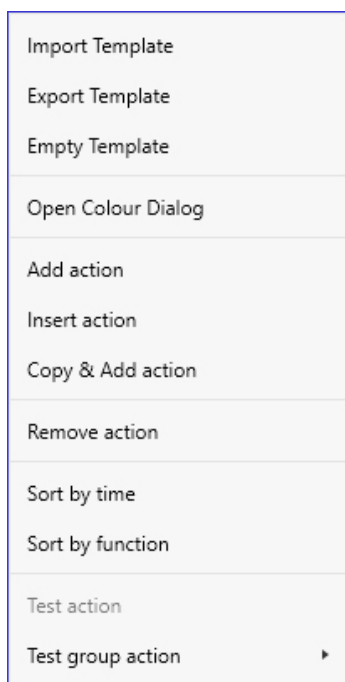 Import Template
Export Template
Empty Template
Open Colour Dialog
Add action
Insert action
Copy & Add action
Remove action
Sort by time
Sort by function
Test action
Test group action